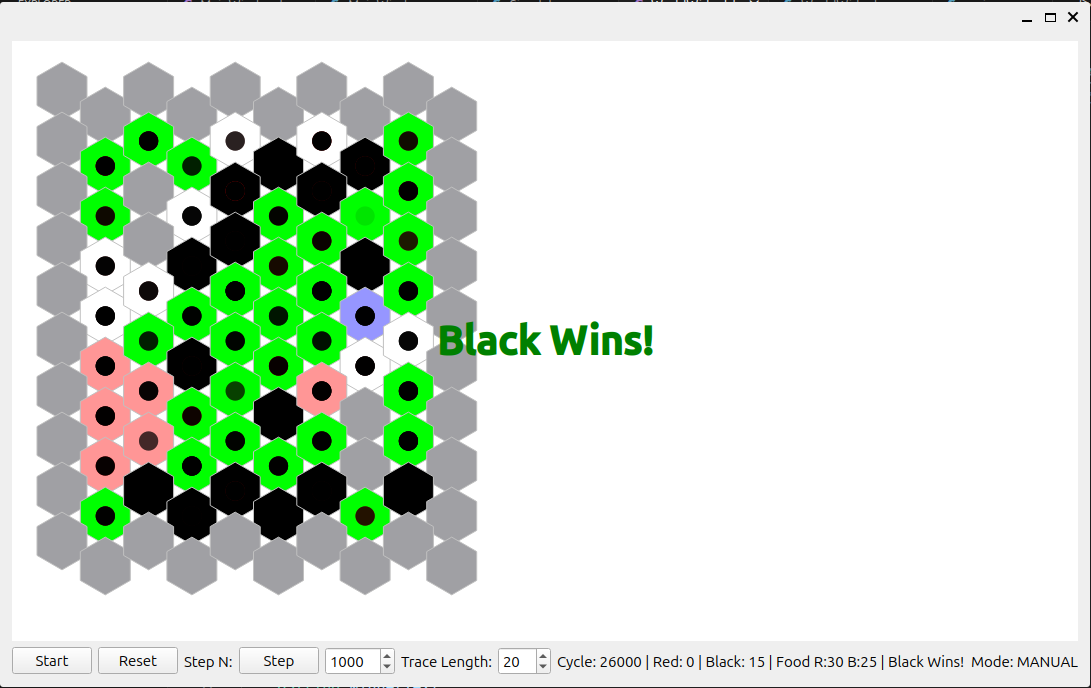 Black Wins!
Start Reset Step N: Step 1000 Trace Length: 20 Cycle: 26000 | Red: 0 | Black: 15 | Food R:30 B:25 | Black Wins! Mode: MANUAL